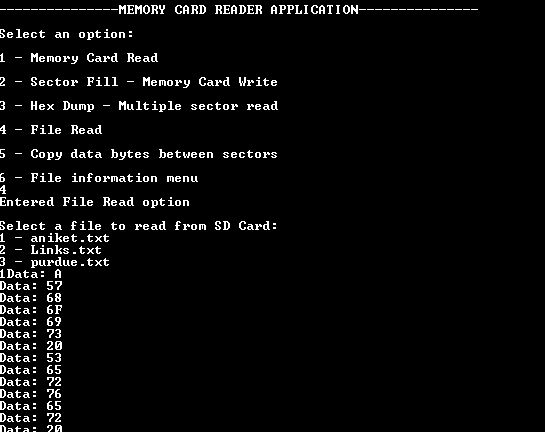 ---------------MEMORY CARD READER APPLICATION---------------
Select an option:
1 - Memory Card Read
2 - Sector Fill - Memory Card Write
3 - Hex Dump - Multiple sector read
4 - File Read
5 - Copy data bytes between sectors
6 - File information menu
4
Entered File Read option
Select a file to read from SD Card:
1 - aniket.txt
2 - Links.txt
3 - purdue.txt
1Data: A
Data: 57
Data: 68
Data: 6F
Data: 69
Data: 73
Data: 20
Data: 53
Data: 65
Data: 72
Data: 76
Data: 65
Data: 72
Data: 20